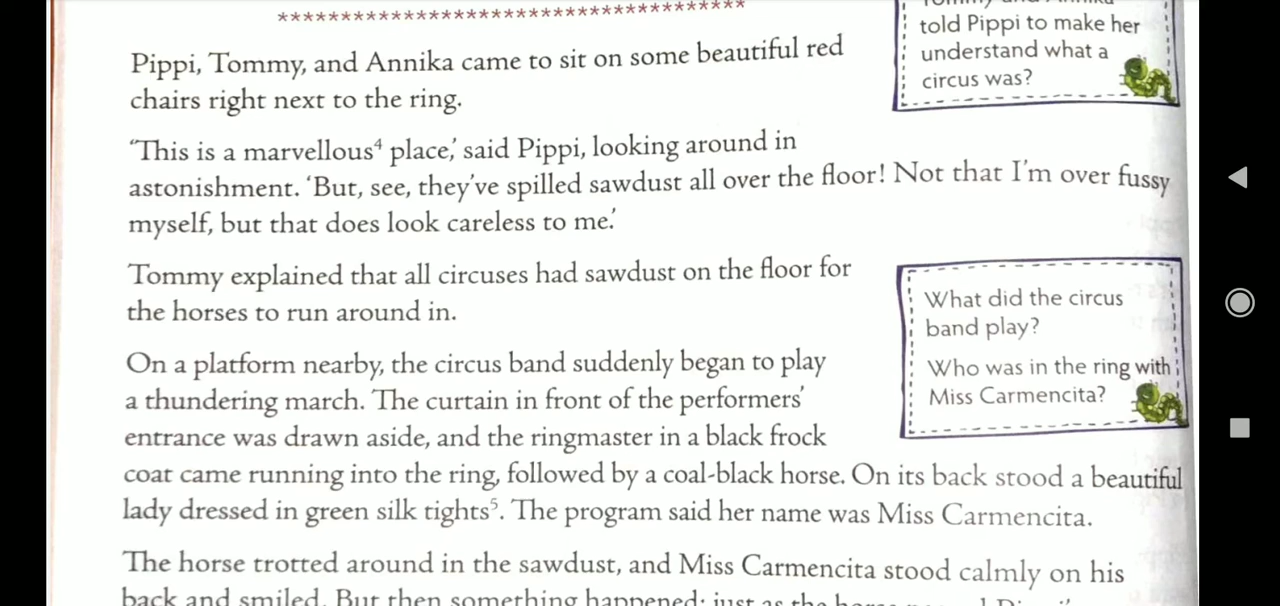 ************************************
Pippi, Tommy, and Annika came to sit on some beautiful red
chairs right next to the ring.
‘This is a marvellous⁴ place,’ said Pippi, looking around in
astonishment. ‘But, see, they’ve spilled sawdust all over the floor! Not that I’m over fussy
myself, but that does look careless to me.’
Tommy explained that all circuses had sawdust on the floor for
the horses to run around in.
On a platform nearby, the circus band suddenly began to play
a thundering march. The curtain in front of the performers’
entrance was drawn aside, and the ringmaster in a black frock
coat came running into the ring, followed by a coal-black horse. On its back stood a beautiful
lady dressed in green silk tights⁵. The program said her name was Miss Carmencita.
The horse trotted around in the sawdust, and Miss Carmencita stood calmly on his
back and smiled. But then something happened; just as the
told Pippi to make her
understand what a
circus was?
What did the circus
band play?
Who was in the ring with
Miss Carmencita?